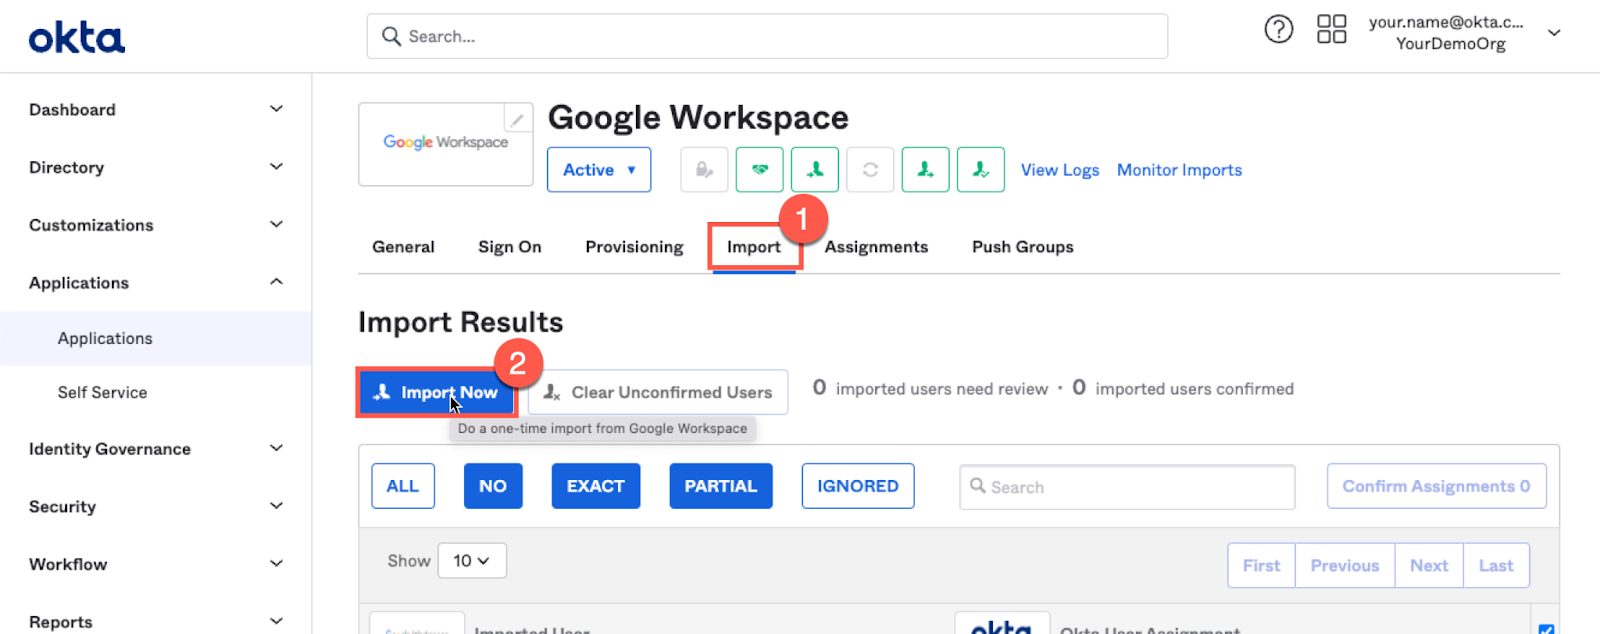 okta
Search...
your.name@okta.c...
YourDemoOrg
Dashboard
Directory
Customizations
Applications
Applications
Self Service
Identity Governance
Security
Workflow
Reports
Google Workspace
Google Workspace
Active
View Logs
Monitor Imports
1
General
Sign On
Provisioning
Import
Assignments
Push Groups
Import Results
2
Import Now
Clear Unconfirmed Users
0 imported users need review · 0 imported users confirmed
Do a one-time import from Google Workspace
ALL
NO
EXACT
PARTIAL
IGNORED
Search
Confirm Assignments 0
Show 10
First
Previous
Next
Last
Imported User
okta
Okta User Assignment